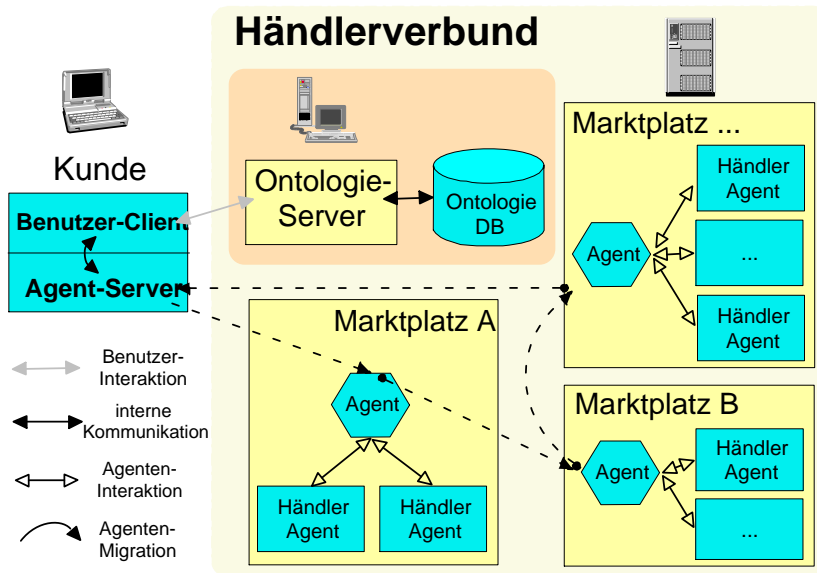 Händlerverbund
Kunde
Benutzer-Client
Agent-Server
Ontologie-
Server
Ontologie
DB
Marktplatz ...
Händler
Agent
Agent
...
Händler
Agent
Marktplatz A
Agent
Händler
Agent
Händler
Agent
Marktplatz B
Agent
Händler
Agent
...
Benutzer-
Interaktion
interne
Kommunikation
Agenten-
Interaktion
Agenten-
Migration